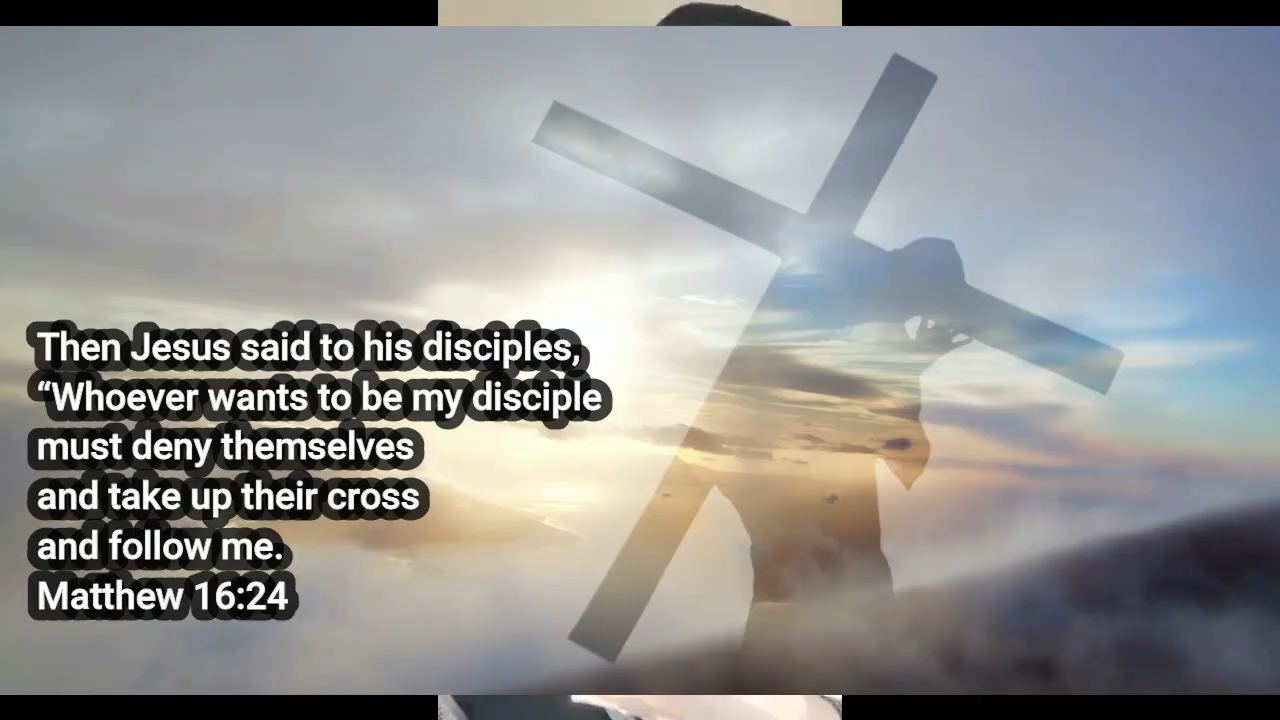 Then Jesus said to his disciples,
“Whoever wants to be my disciple
must deny themselves
and take up their cross
and follow me.
Matthew 16:24